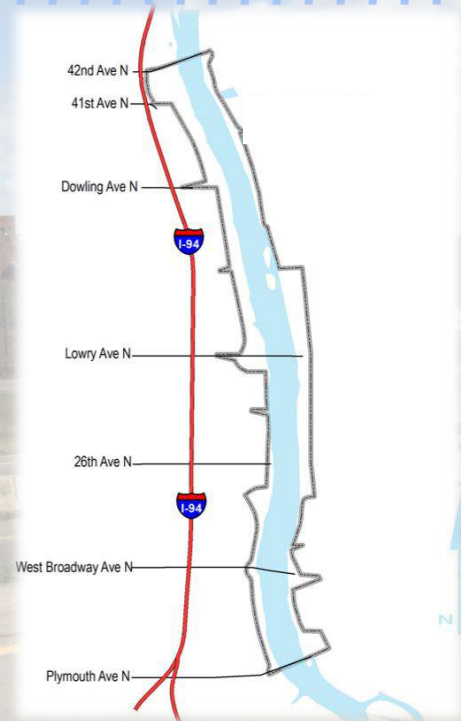 42nd Ave N
41st Ave N
Dowling Ave N
I-94
Lowry Ave N
26th Ave N
I-94
West Broadway Ave N
Plymouth Ave N
N